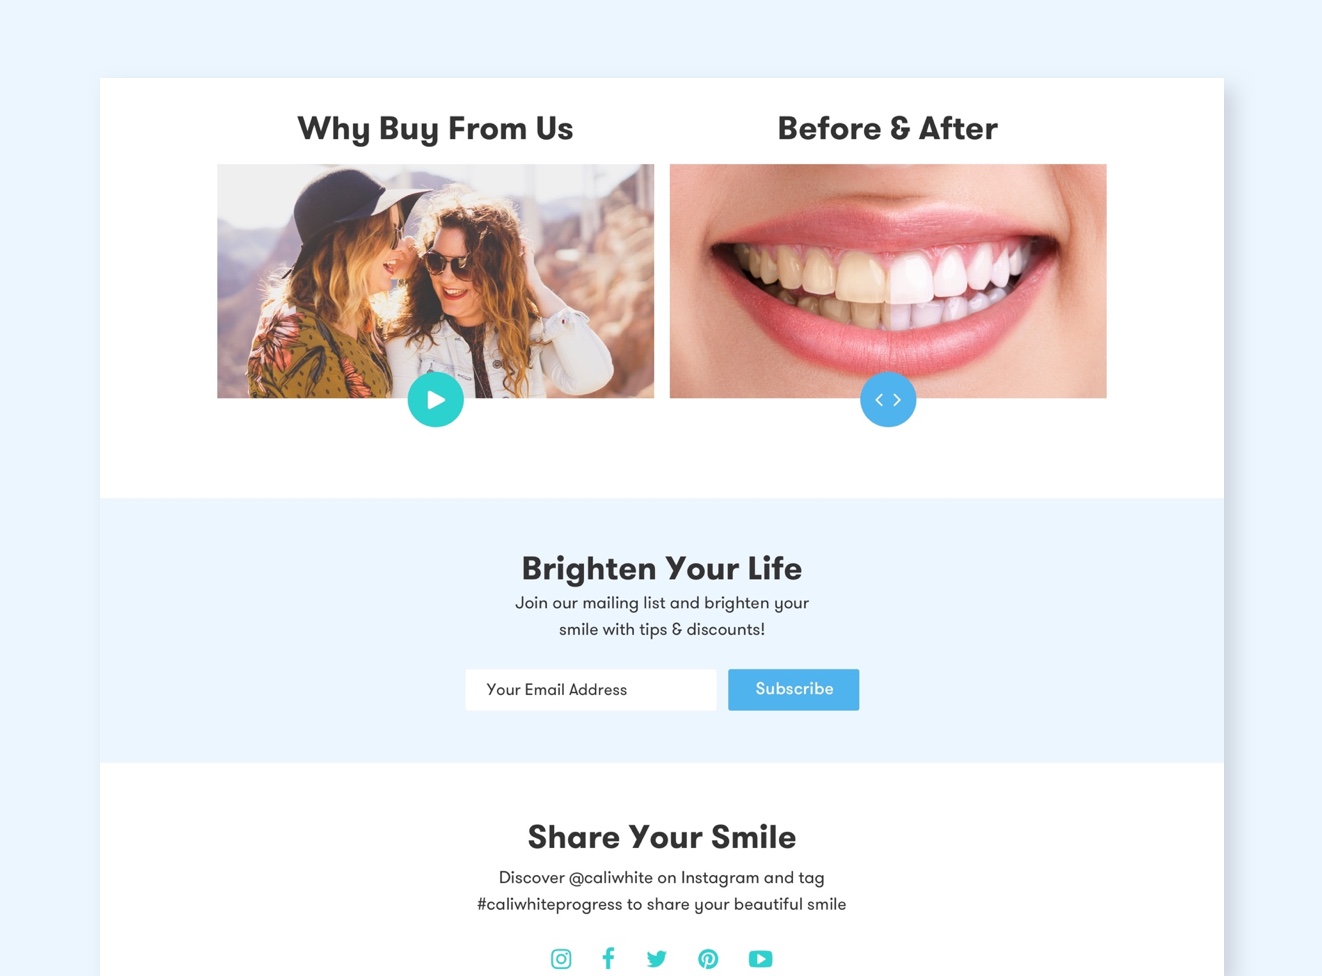 Why Buy From Us
Before & After
Brighten Your Life
Join our mailing list and brighten your
smile with tips & discounts!
Your Email Address
Subscribe
Share Your Smile
Discover @caliwhite on Instagram and tag
#caliwhiteprogress to share your beautiful smile